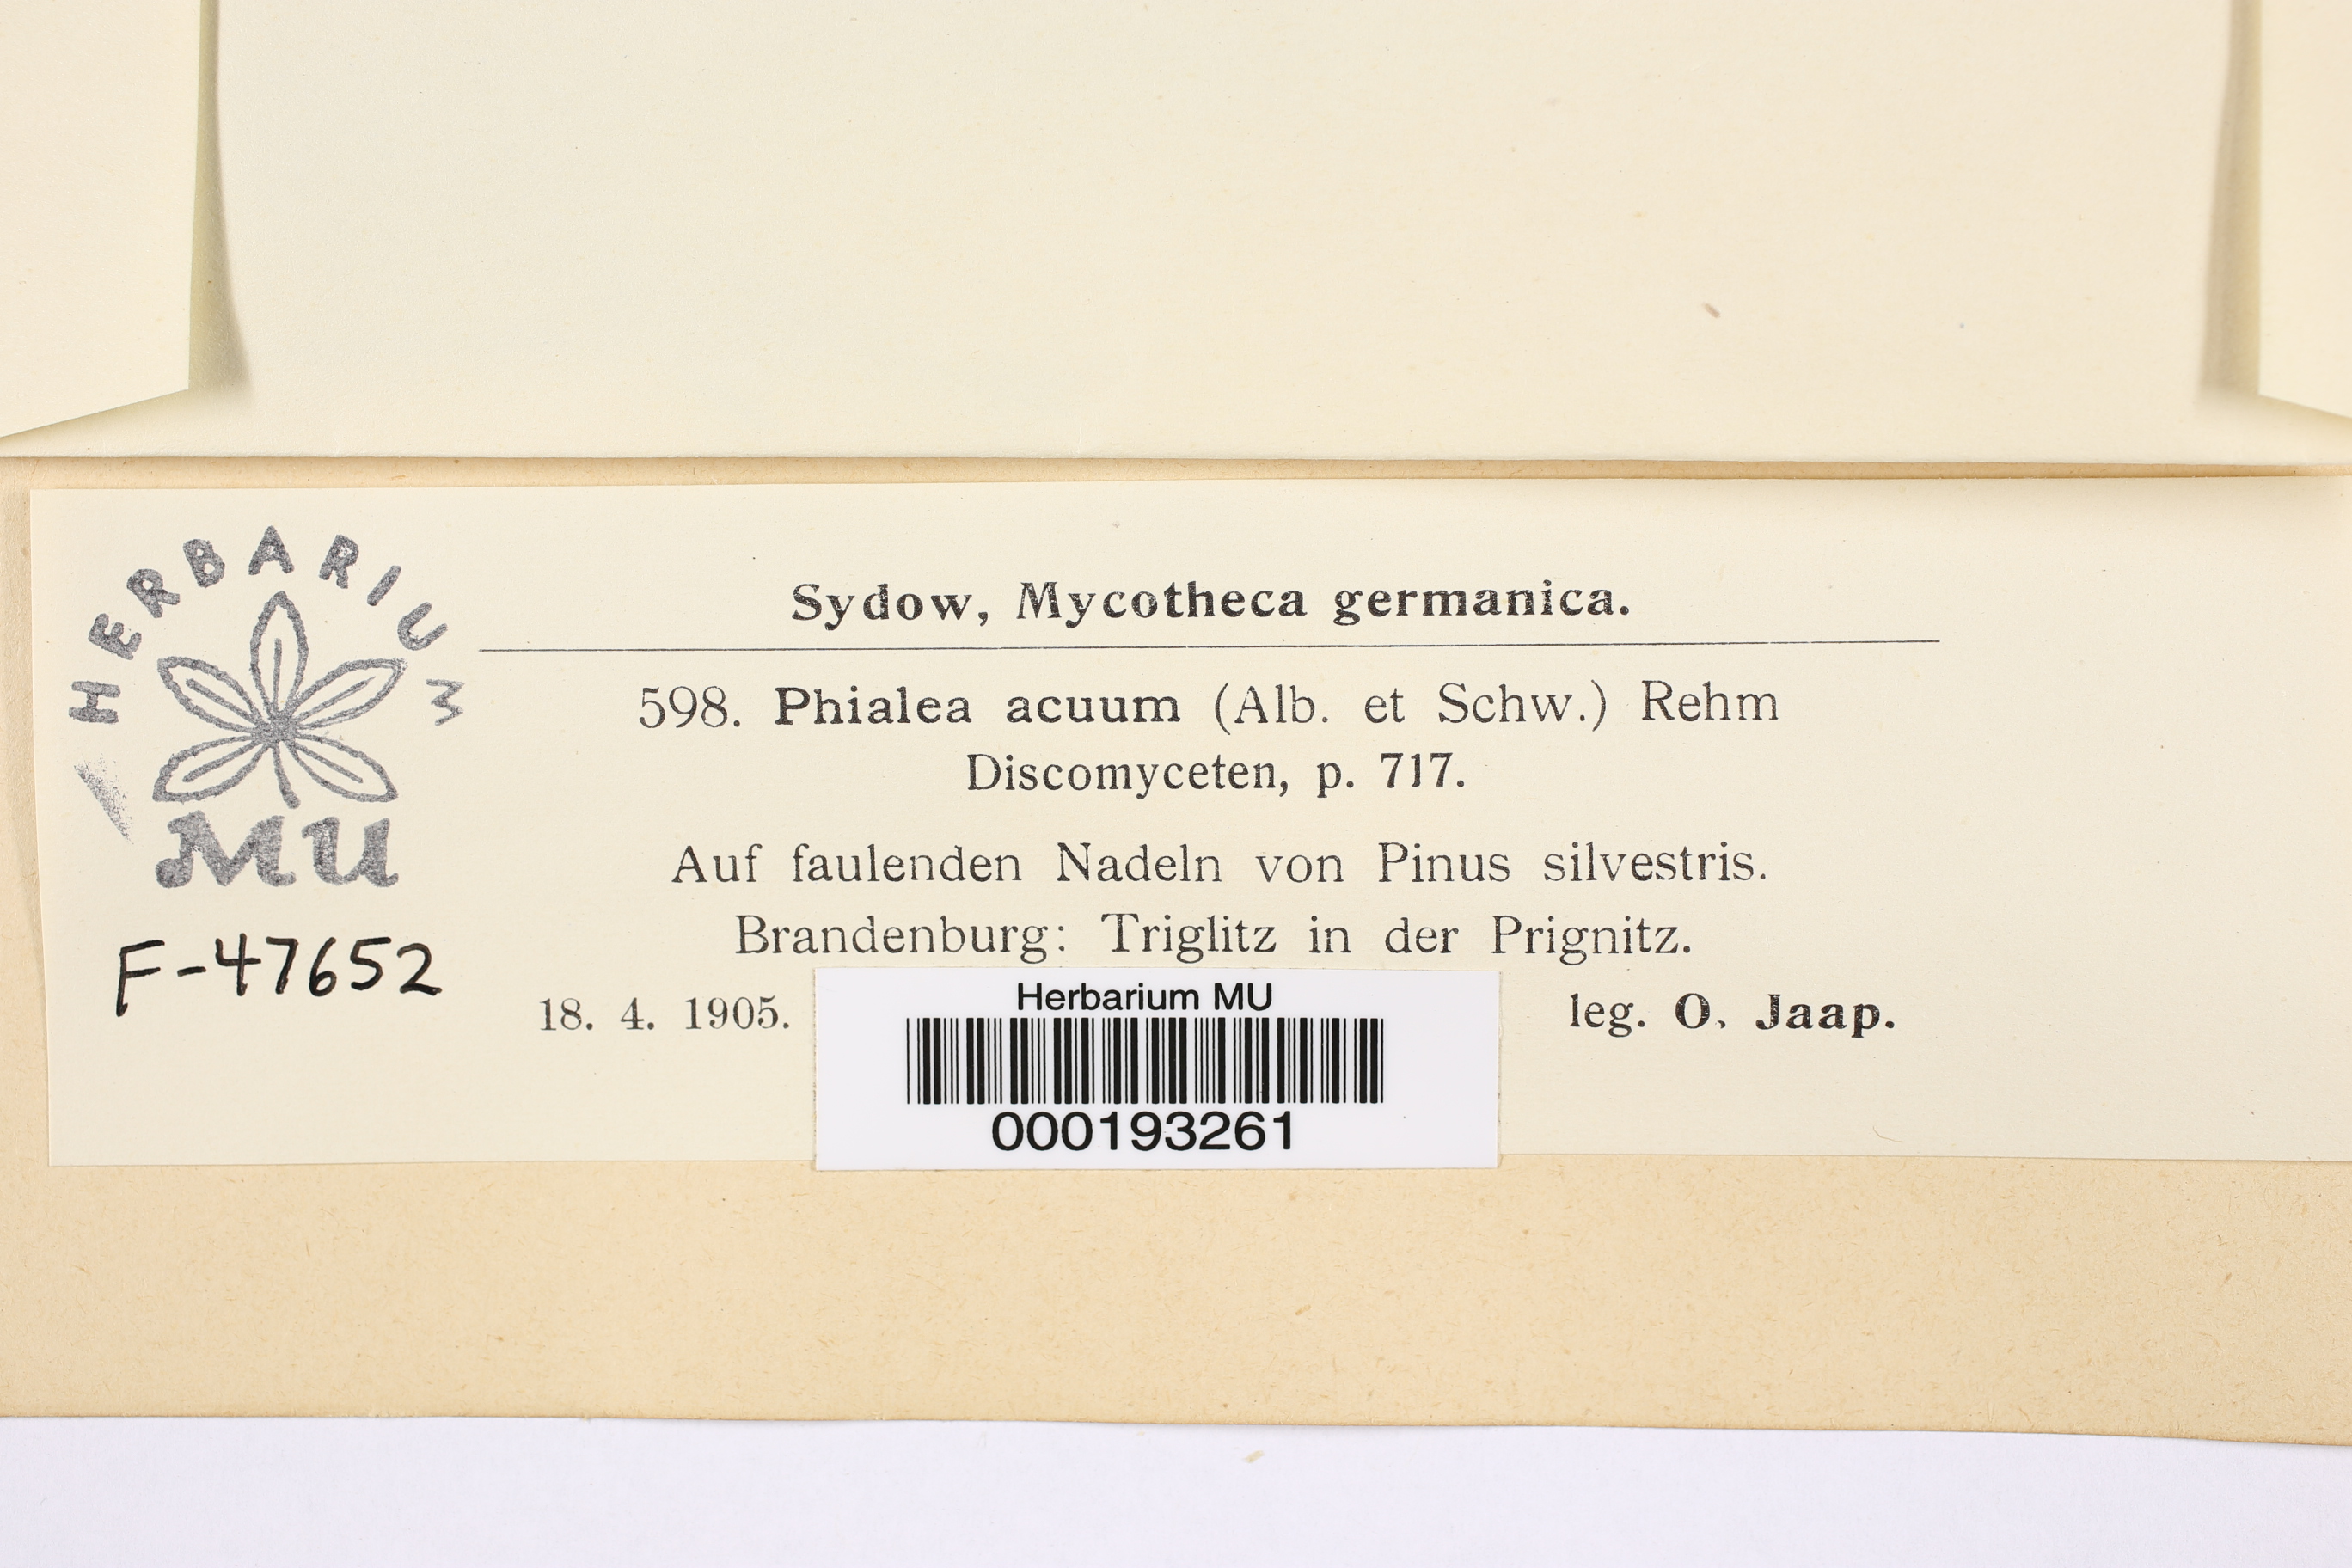 HERBARIUM
MU
F-47652
Sydow, Mycotheca germanica.
598. Phialea acuum (Alb. et Schw.) Rehm
Discomyceten, p. 717.
Auf faulenden Nadeln von Pinus silvestris.
Brandenburg: Triglitz in der Prignitz.
18. 4. 1905. leg. O. Jaap.
Herbarium MU
000193261